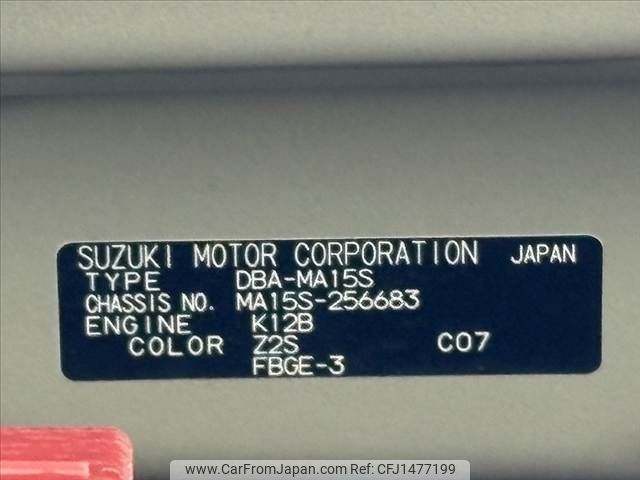 SUZUKI MOTOR CORPORATION JAPAN
TYPE DBA-MA15S
CHASSIS NO. MA15S-256683
ENGINE K12B
COLOR Z2S C07
FBGE-3
www.CarFromJapan.com CFJ1477199